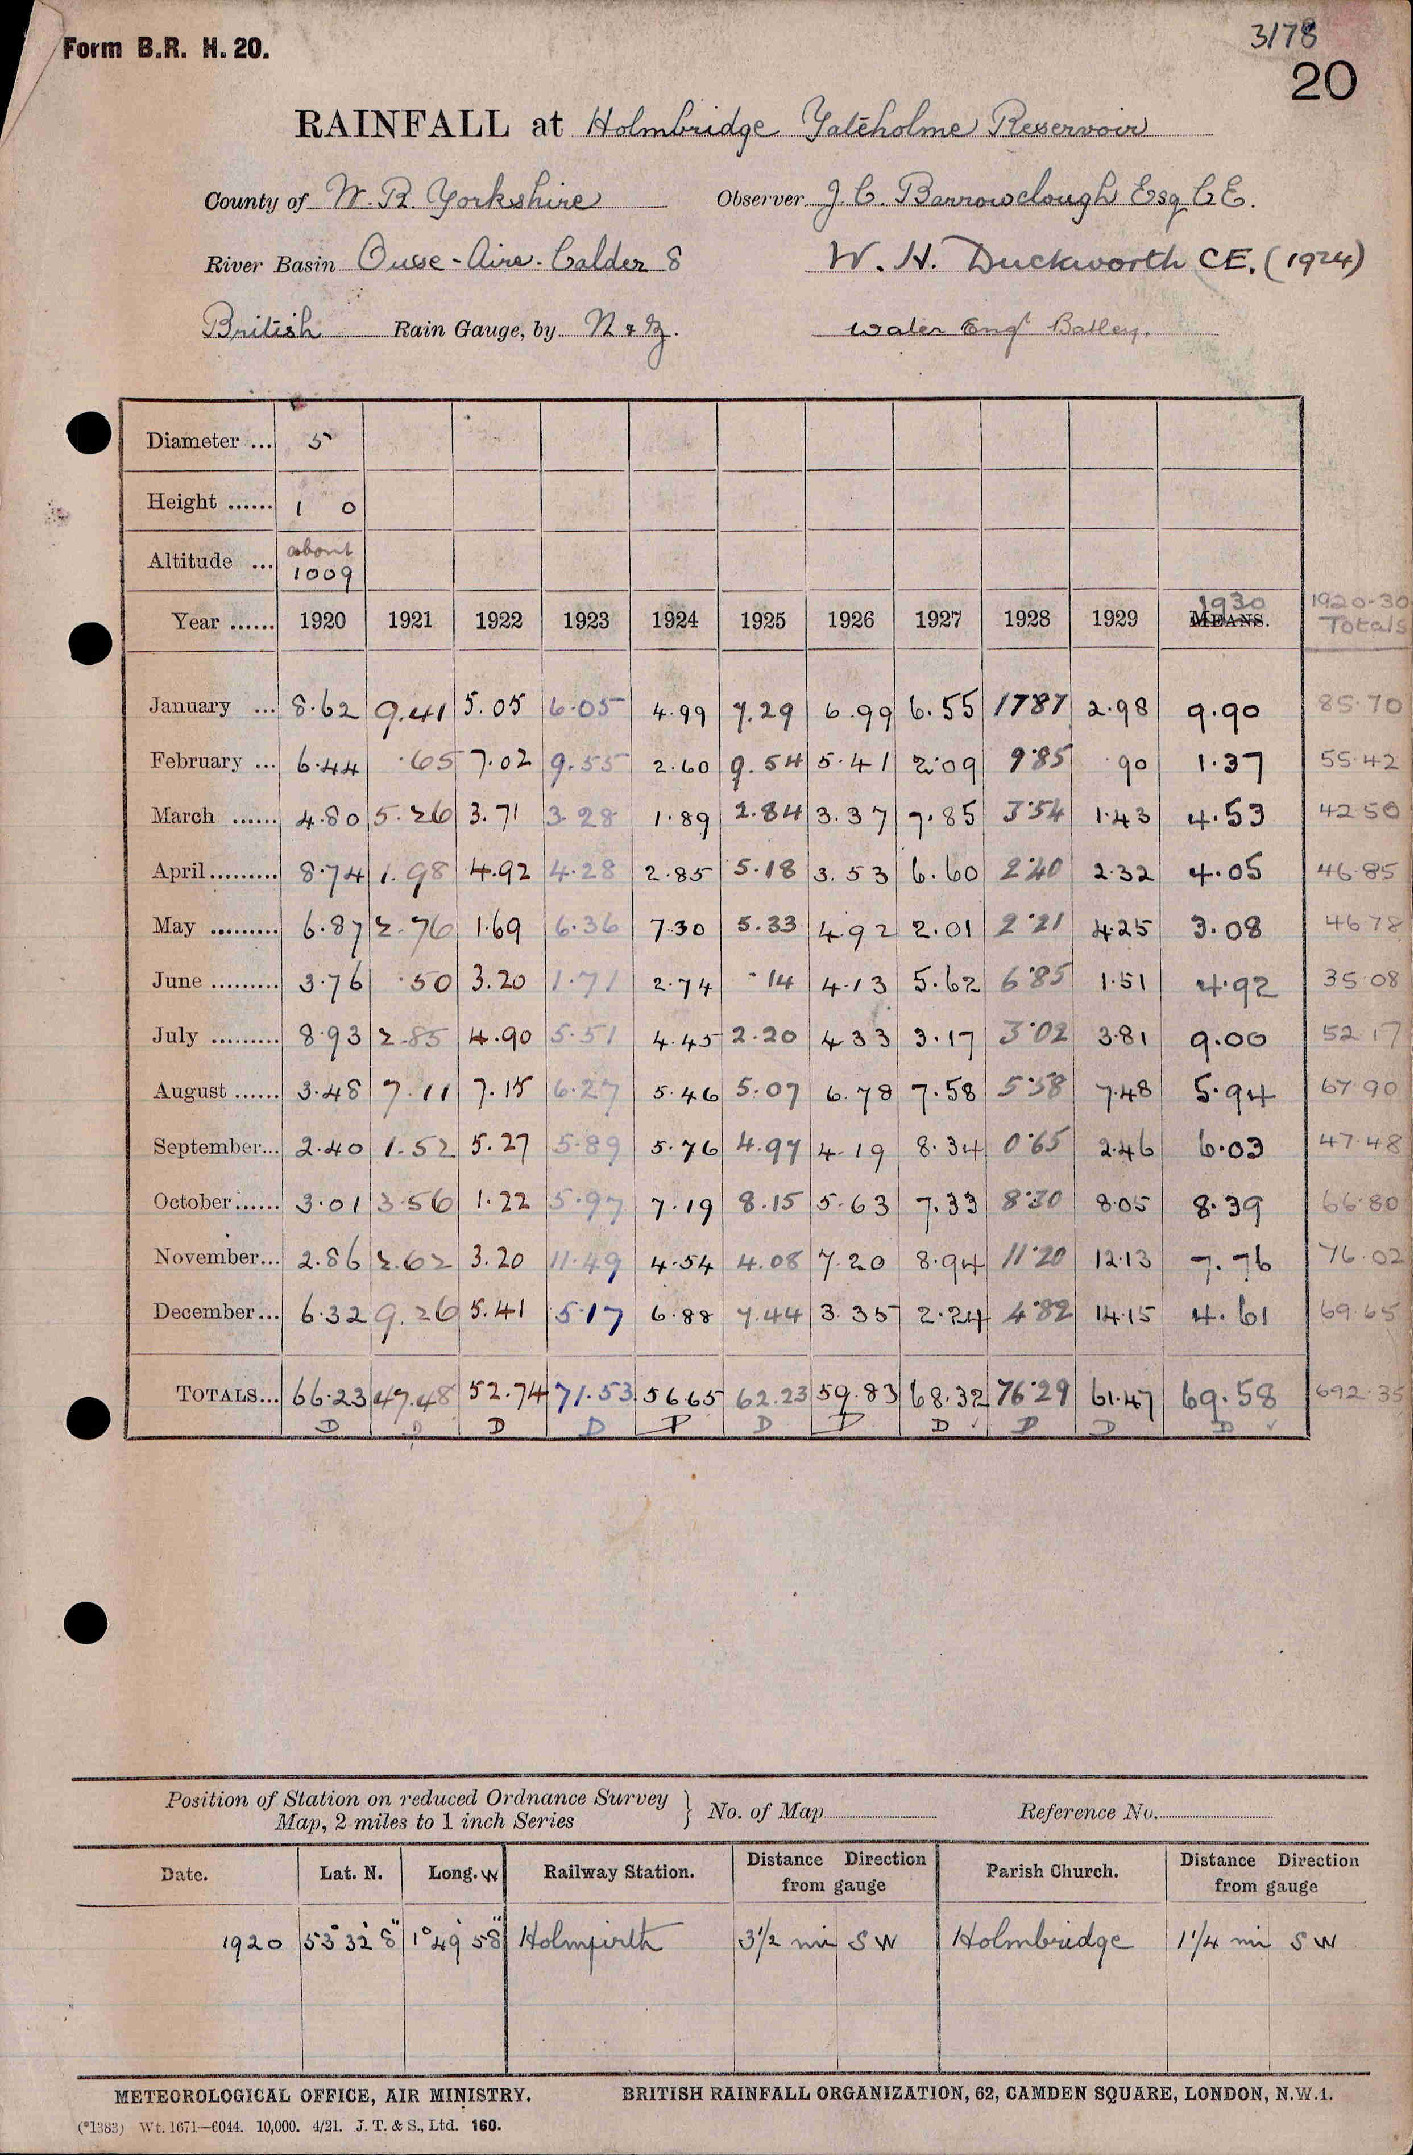 Form B.R. H. 20.
3178
20
RAINFALL at Holmbridge Yateholme Reservoir
County of W. R. Yorkshire Observer J. C. Barrowclough Esq C E.
River Basin Ouse - Aire - Calder 8 W. H. Duckworth C.E. (1924)
British Rain Gauge, by N & Z. Water Engr Batley.
Diameter ... 5
Height ...... 1 0
Altitude ... about 1009
Year ...... 1920 1921 1922 1923 1924 1925 1926 1927 1928 1929 MEANS. 1930 1920-30 Totals
January ... 8.62 9.41 5.05 6.05 4.99 7.29 6.99 6.55 17.87 2.98 9.90 85.70
February ... 6.44 .65 7.02 9.55 2.60 9.54 5.41 2.09 9.85 .90 1.37 55.42
March ...... 4.80 5.26 3.71 3.28 1.89 2.84 3.37 7.85 3.54 1.43 4.53 42.50
April ......... 8.74 1.98 4.92 4.28 2.85 5.18 3.53 6.60 2.40 2.32 4.05 46.85
May ......... 6.87 2.76 1.69 6.36 7.30 5.33 4.92 2.01 2.21 4.25 3.08 46.78
June ......... 3.76 .50 3.20 1.71 2.74 .14 4.13 5.62 6.85 1.51 4.92 35.08
July ......... 8.93 2.85 4.90 5.51 4.45 2.20 4.33 3.17 3.02 3.81 9.00 52.17
August ...... 3.48 7.11 7.15 6.27 5.46 5.07 6.78 7.58 5.58 7.48 5.94 67.90
September... 2.40 1.52 5.27 5.89 5.76 4.97 4.19 8.34 0.65 2.46 6.03 47.48
October ...... 3.01 3.56 1.22 5.97 7.19 8.15 5.63 7.33 8.30 8.05 8.39 66.80
November... 2.86 2.62 3.20 11.49 4.54 4.08 7.20 8.94 11.20 12.13 7.76 76.02
December... 6.32 9.26 5.41 5.17 6.88 7.44 3.35 2.24 4.82 14.15 4.61 69.65
TOTALS... 66.23 47.48 52.74 71.53 56.65 62.23 59.83 68.32 76.29 61.47 69.58 692.35
D D D D D D D D ✓ D D D ✓
Position of Station on reduced Ordnance Survey Map, 2 miles to 1 inch Series } No. of Map Reference No.
Date. Lat. N. Long. W Railway Station. Distance Direction from gauge Parish Church. Distance Direction from gauge
1920 53° 32' 8" 1° 49' 58" Holmfirth 3½ mi SW Holmbridge 1¼ mi SW
METEOROLOGICAL OFFICE, AIR MINISTRY. BRITISH RAINFALL ORGANIZATION, 62, CAMDEN SQUARE, LONDON, N.W.1.
(*1383) Wt. 1671—6044. 10,000. 4/21. J. T. & S., Ltd. 160.